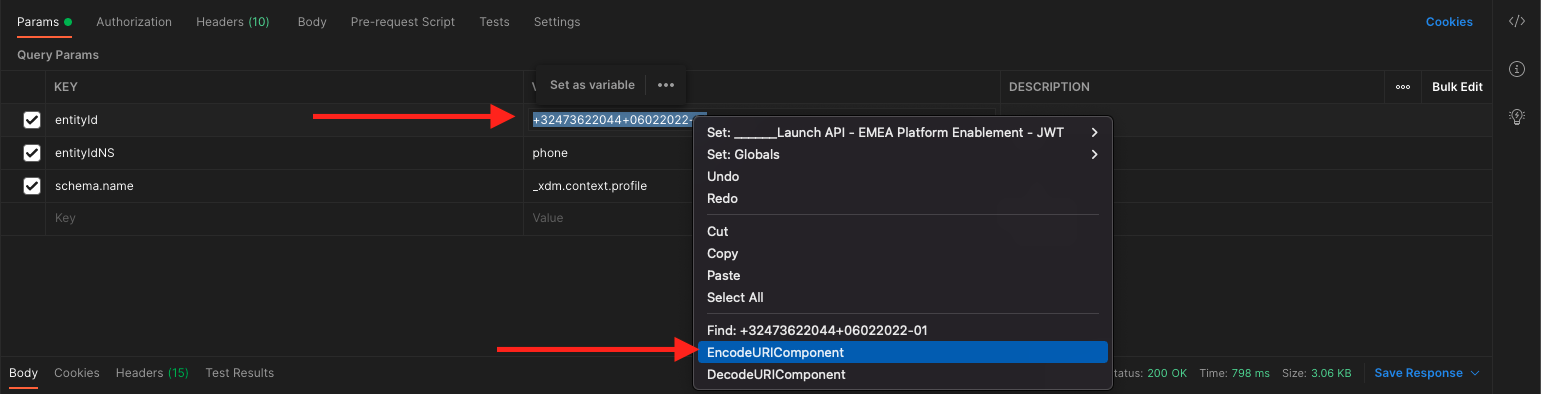 Params Authorization Headers (10) Body Pre-request Script Tests Settings Cookies
Query Params
Set as variable
KEY DESCRIPTION Bulk Edit
entityId +32473622044+06022022-
entityIdNS phone
schema.name _xdm.context.profile
Key Value
Set: ______Launch API - EMEA Platform Enablement - JWT
Set: Globals
Undo
Redo
Cut
Copy
Paste
Select All
Find: +32473622044+06022022-01
EncodeURIComponent
DecodeURIComponent
Body Cookies Headers (15) Test Results 200 OK Time: 798 ms Size: 3.06 KB Save Response